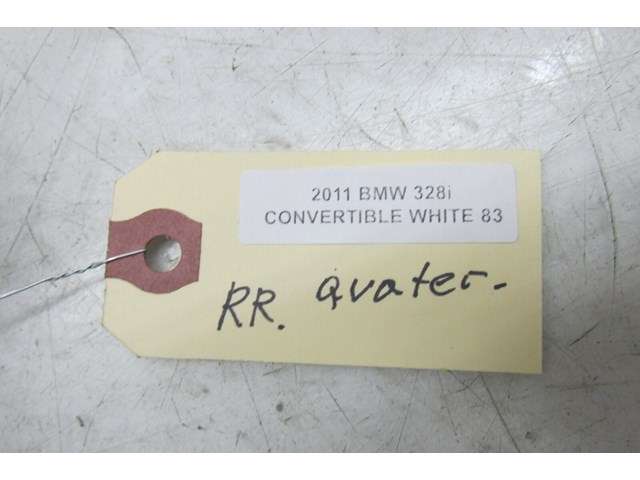 2011 BMW 328i
CONVERTIBLE WHITE 83
RR. Quater-